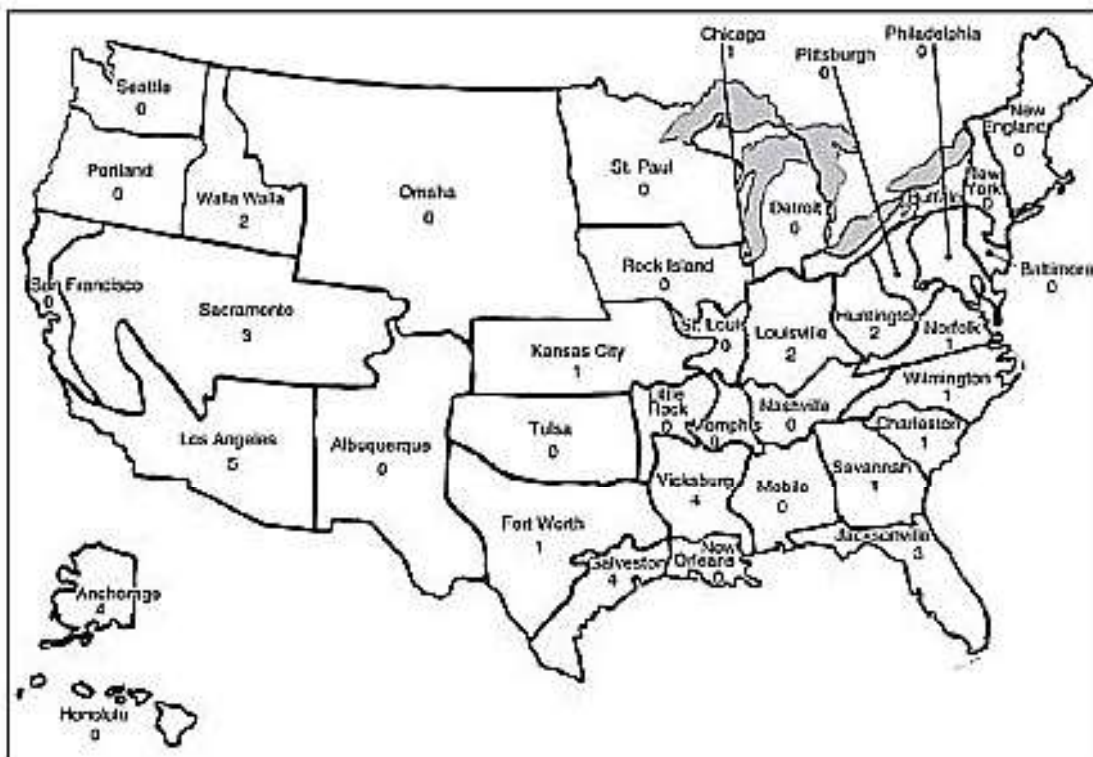 Chicago
1
Philadelphia
0
Pittsburgh
0
Seattle
0
New
England
0
Portland
0
Walla Walla
2
Omaha
0
St. Paul
0
Detroit
0
Buffalo
New
York
0
Baltimore
0
San Francisco
0
Sacramento
3
Rock Island
0
Kansas City
1
St. Louis
0
Louisville
2
Huntington
2
Norfolk
1
Wilmington
1
Los Angeles
5
Albuquerque
0
Tulsa
0
Little
Rock
0
Memphis
0
Nashville
0
Charleston
1
Savannah
1
Vicksburg
4
Mobile
0
Fort Worth
1
Galveston
4
New
Orleans
0
Jacksonville
3
Anchorage
4
Honolulu
0